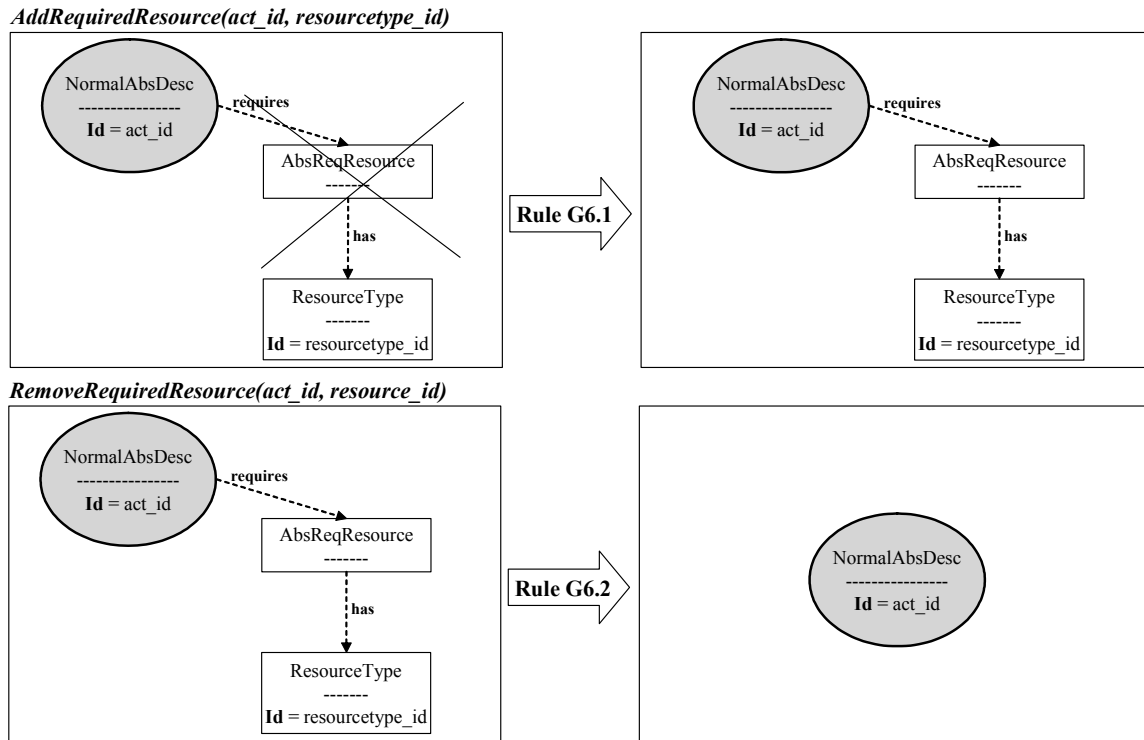 AddRequiredResource(act_id, resourcetype_id)
NormalAbsDesc
----------------
Id = act_id
requires
AbsReqResource
-------
has
ResourceType
-------
Id = resourcetype_id
Rule G6.1
NormalAbsDesc
----------------
Id = act_id
requires
AbsReqResource
-------
has
ResourceType
-------
Id = resourcetype_id
RemoveRequiredResource(act_id, resource_id)
NormalAbsDesc
----------------
Id = act_id
requires
AbsReqResource
-------
has
ResourceType
-------
Id = resourcetype_id
Rule G6.2
NormalAbsDesc
----------------
Id = act_id